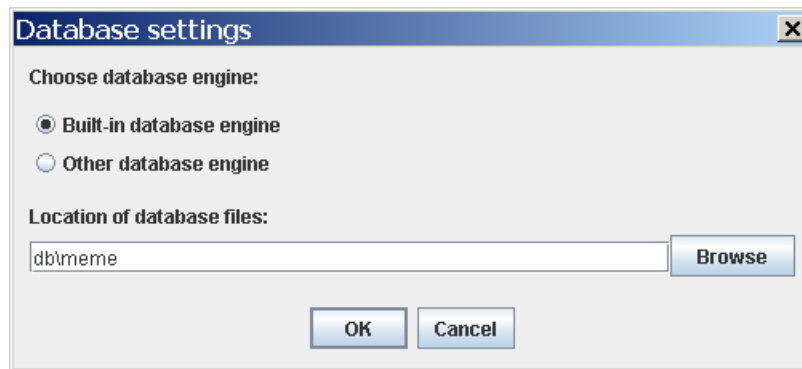 Database settings
Choose database engine:
Built-in database engine
Other database engine
Location of database files:
db\meme
Browse
OK
Cancel